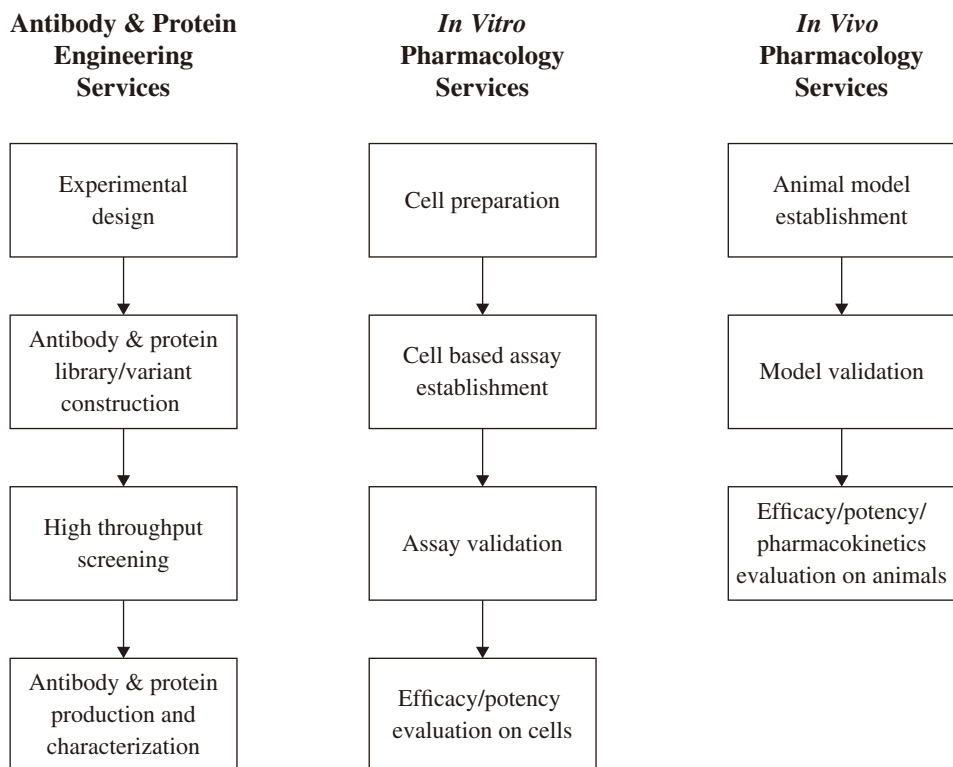 Antibody & Protein
Engineering
Services
Experimental
design
Antibody & protein
library/variant
construction
High throughput
screening
Antibody & protein
production and
characterization
In Vitro
Pharmacology
Services
Cell preparation
Cell based assay
establishment
Assay validation
Efficacy/potency
evaluation on cells
In Vivo
Pharmacology
Services
Animal model
establishment
Model validation
Efficacy/potency/
pharmacokinetics
evaluation on animals